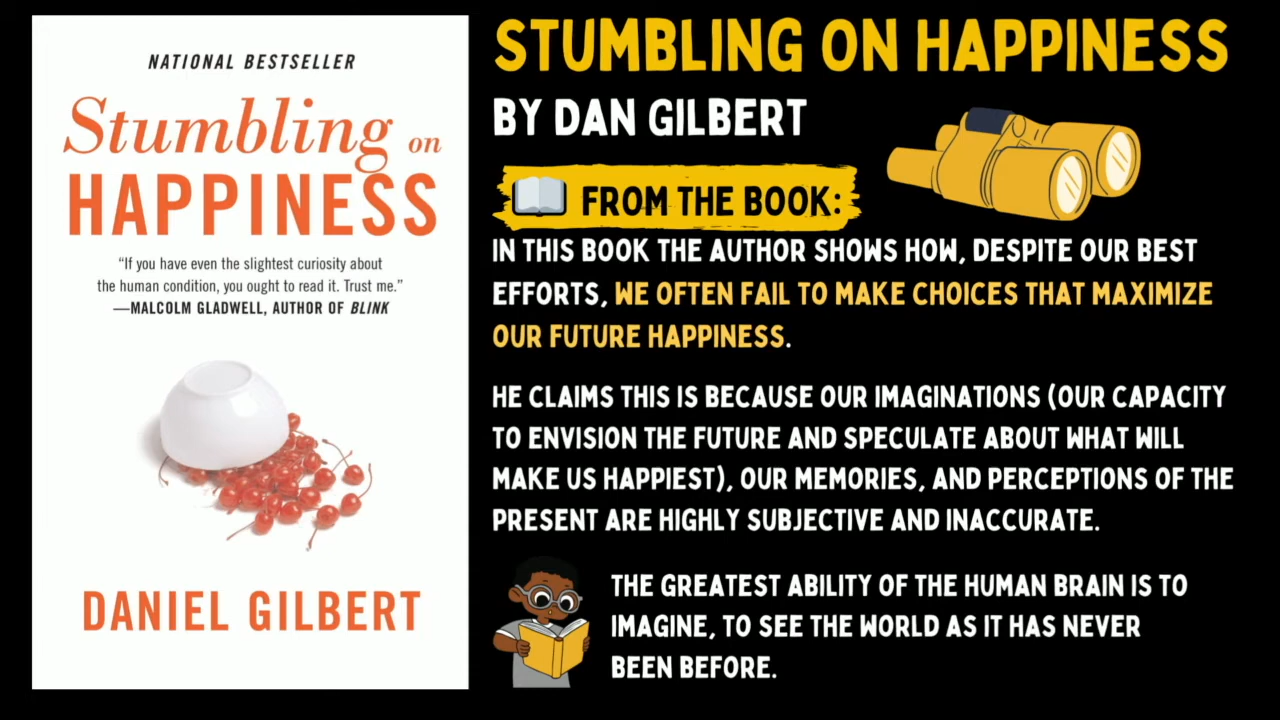 NATIONAL BESTSELLER
Stumbling on
HAPPINESS
“If you have even the slightest curiosity about
the human condition, you ought to read it. Trust me.”
—MALCOLM GLADWELL, AUTHOR OF BLINK
DANIEL GILBERT
STUMBLING ON HAPPINESS
BY DAN GILBERT
FROM THE BOOK:
IN THIS BOOK THE AUTHOR SHOWS HOW, DESPITE OUR BEST
EFFORTS, WE OFTEN FAIL TO MAKE CHOICES THAT MAXIMIZE
OUR FUTURE HAPPINESS.
HE CLAIMS THIS IS BECAUSE OUR IMAGINATIONS (OUR CAPACITY
TO ENVISION THE FUTURE AND SPECULATE ABOUT WHAT WILL
MAKE US HAPPIEST), OUR MEMORIES, AND PERCEPTIONS OF THE
PRESENT ARE HIGHLY SUBJECTIVE AND INACCURATE.
THE GREATEST ABILITY OF THE HUMAN BRAIN IS TO
IMAGINE, TO SEE THE WORLD AS IT HAS NEVER
BEEN BEFORE.